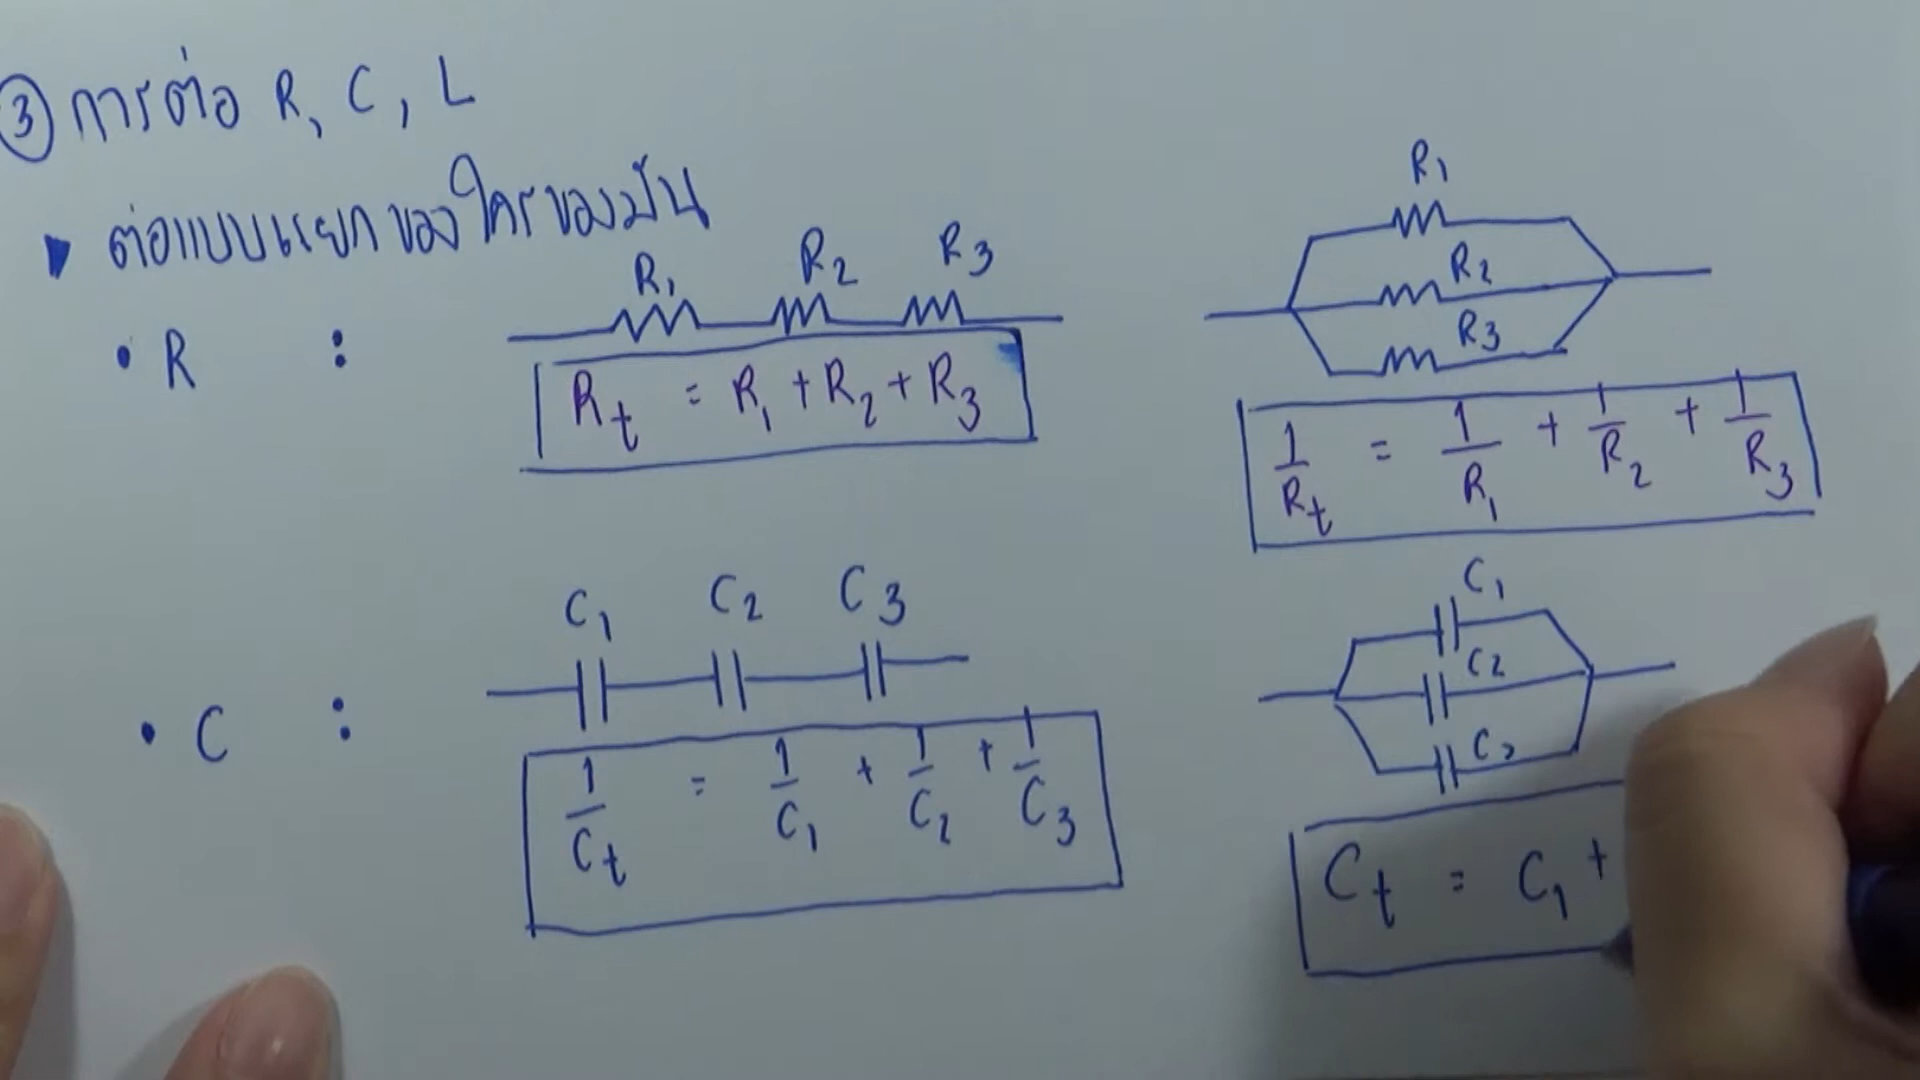 ③ การต่อ R, C, L
ต่อแบบแยกของใครของมัน
• R :
R1 R2 R3
Rt = R1 + R2 + R3
R1
R2
R3
1/Rt = 1/R1 + 1/R2 + 1/R3
• C :
C1 C2 C3
1/Ct = 1/C1 + 1/C2 + 1/C3
C1
C2
C3
Ct = C1 +